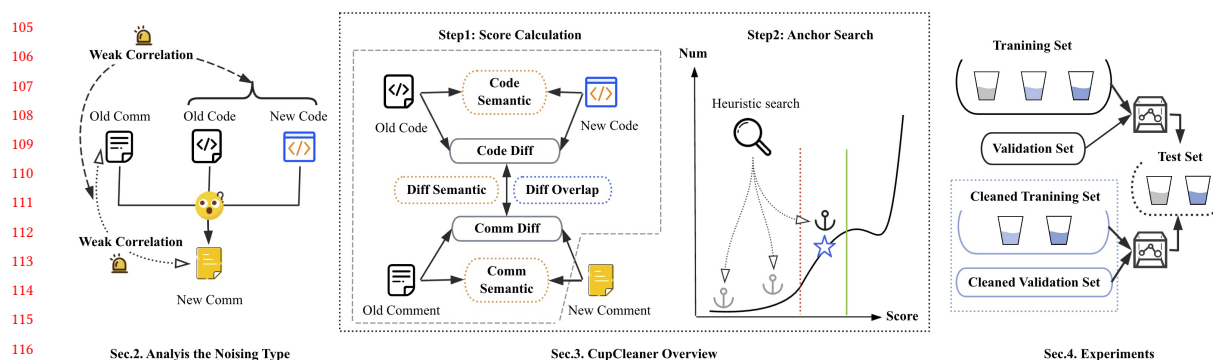 105
106
107
108
109
110
111
112
113
114
115
116
Weak Correlation
Old Comm
Old Code
New Code
Weak Correlation
New Comm
Sec.2. Analyis the Noising Type
Step1: Score Calculation
Old Code
Code
Semantic
New Code
Code Diff
Diff Semantic
Diff Overlap
Comm Diff
Old Comment
Comm
Semantic
New Comment
Step2: Anchor Search
Num
Heuristic search
Score
Sec.3. CupCleaner Overview
Tranining Set
Validation Set
Test Set
Cleaned Tranining Set
Cleaned Validation Set
Sec.4. Experiments